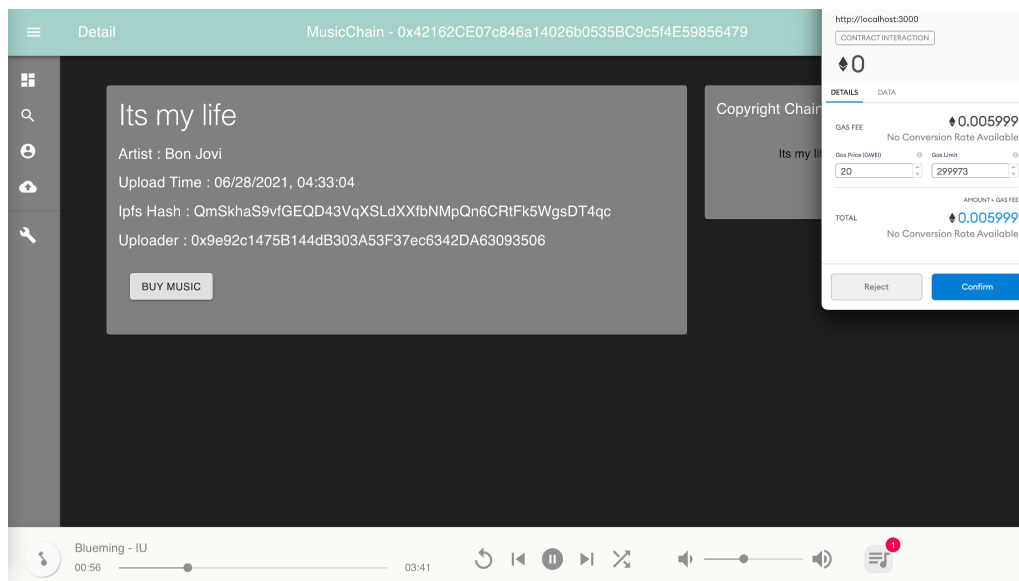 Detail
MusicChain - 0x42162CE07c846a14026b0535BC9c5f4E59856479
Its my life
Artist : Bon Jovi
Upload Time : 06/28/2021, 04:33:04
Ipfs Hash : QmSkhaS9vfGEQD43VqXSLdXXfbNMpQn6CRtFk5WgsDT4qc
Uploader : 0x9e92c1475B144dB303A53F37ec6342DA63093506
BUY MUSIC
Copyright Chain
Its my
http://localhost:3000
CONTRACT INTERACTION
0
DETAILS DATA
GAS FEE
0.005999
No Conversion Rate Available
Gas Price (GWEI) Gas Limit
20 299973
AMOUNT + GAS FEE
TOTAL
0.005999
No Conversion Rate Available
Reject Confirm
Blueming - IU
00:56 03:41
1